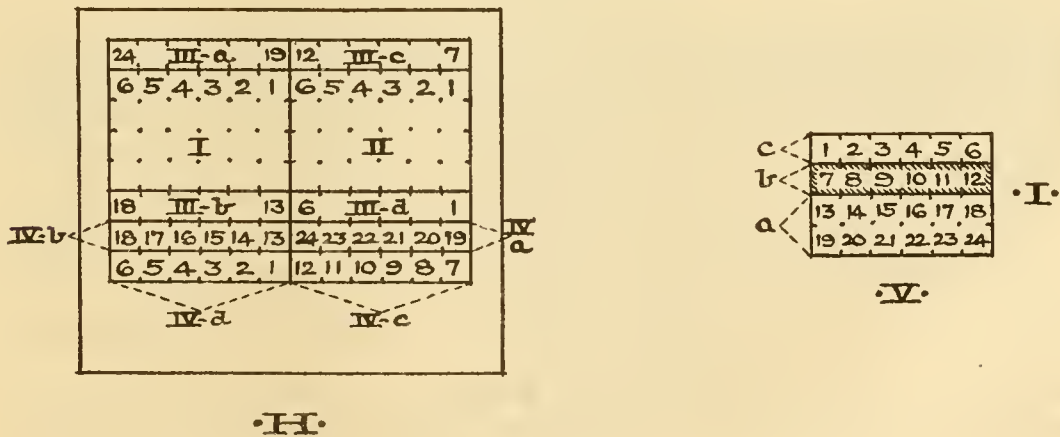 24 III-a 19 12 III-c 7
6 5 4 3 2 1 6 5 4 3 2 1
I II
18 III-b 13 6 III-d 1
IV-b 18 17 16 15 14 13 24 23 22 21 20 19 IV a
6 5 4 3 2 1 12 11 10 9 8 7
IV-d IV-c
·H·
c 1 2 3 4 5 6
b 7 8 9 10 11 12
a 13 14 15 16 17 18
19 20 21 22 23 24
·I·
·V·